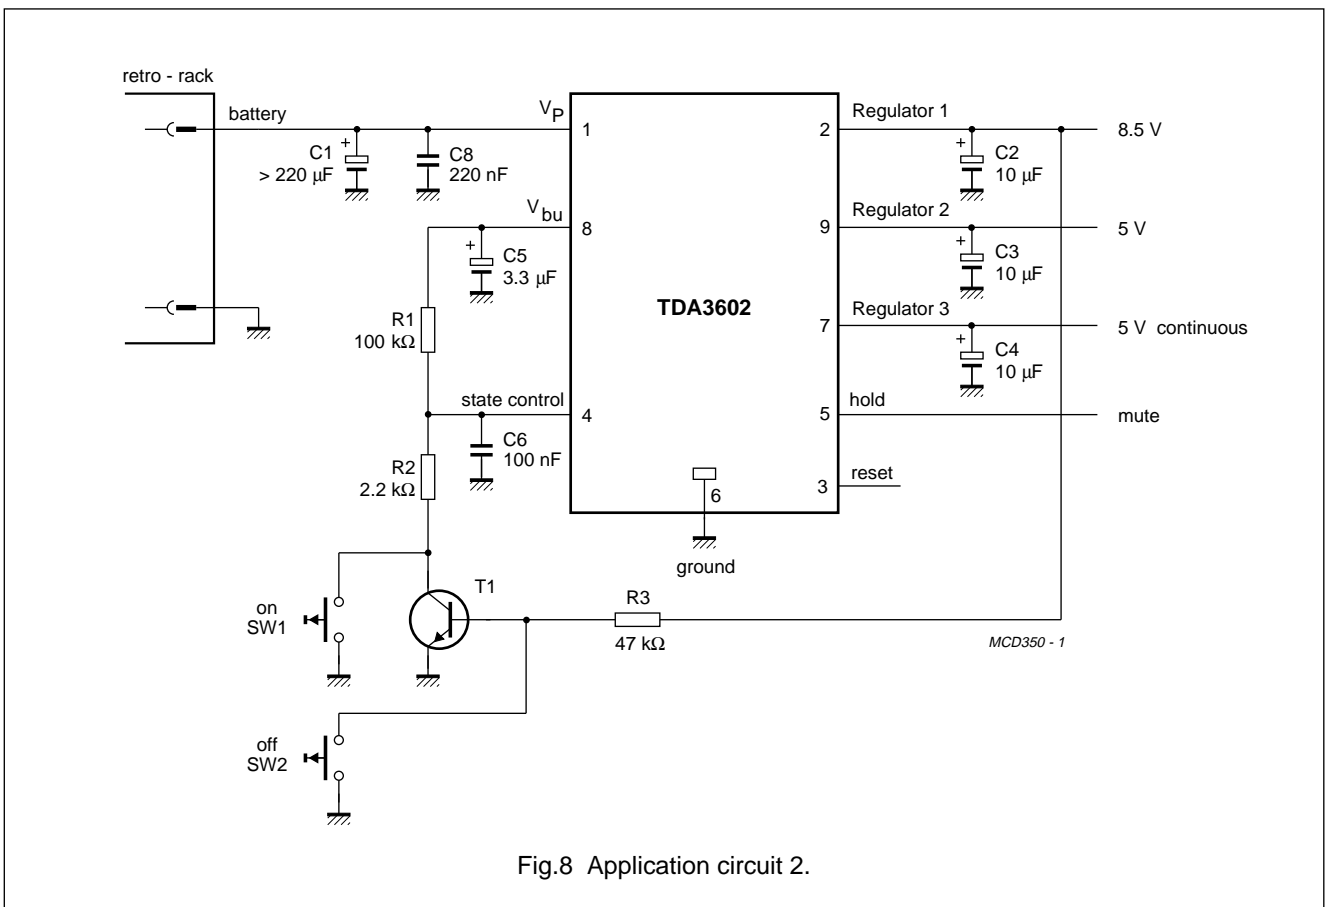 retro - rack
battery
VP
1
2
Regulator 1
8.5 V
C1
> 220 µF
C8
220 nF
C2
10 µF
Vbu
8
9
Regulator 2
5 V
C5
3.3 µF
C3
10 µF
TDA3602
R1
100 kΩ
7
Regulator 3
5 V continuous
C4
10 µF
state control
4
5
hold
mute
C6
100 nF
R2
2.2 kΩ
6
3
reset
ground
T1
on
SW1
R3
47 kΩ
MCD350 - 1
off
SW2
Fig.8 Application circuit 2.